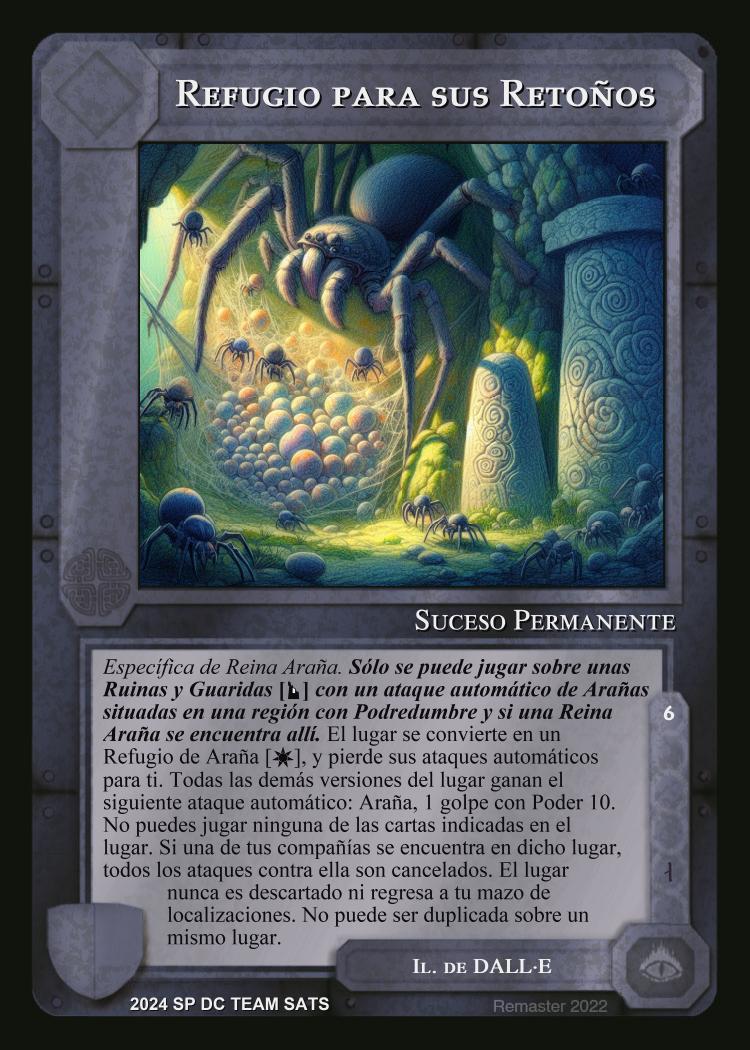 Refugio para sus Retoños
Suceso Permanente
Específica de Reina Araña. Sólo se puede jugar sobre unas
Ruinas y Guaridas [] con un ataque automático de Arañas
situadas en una región con Podredumbre y si una Reina
Araña se encuentra allí. El lugar se convierte en un
Refugio de Araña [], y pierde sus ataques automáticos
para ti. Todas las demás versiones del lugar ganan el
siguiente ataque automático: Araña, 1 golpe con Poder 10.
No puedes jugar ninguna de las cartas indicadas en el
lugar. Si una de tus compañías se encuentra en dicho lugar,
todos los ataques contra ella son cancelados. El lugar
nunca es descartado ni regresa a tu mazo de
localizaciones. No puede ser duplicada sobre un
mismo lugar.
6
Il. de DALL·E
2024 SP DC TEAM SATS
Remaster 2022